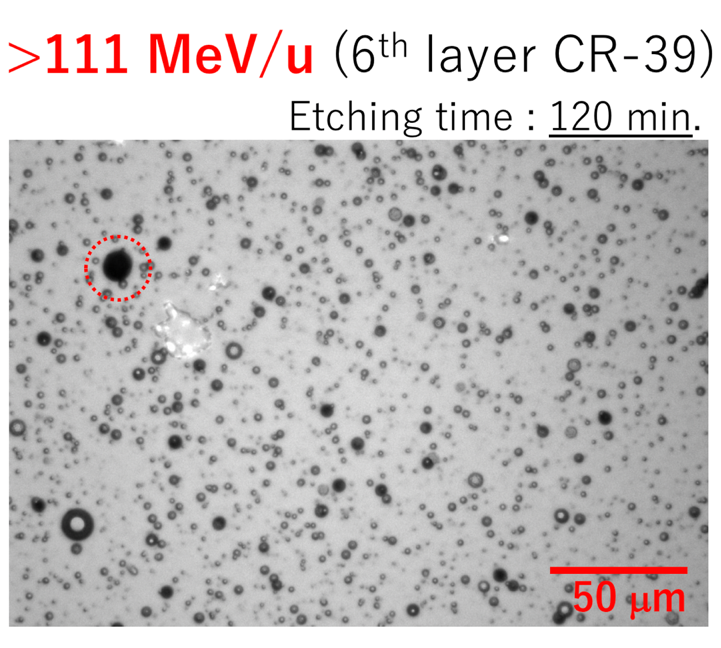 >111 MeV/u (6th layer CR-39)
Etching time : 120 min.
50 μm